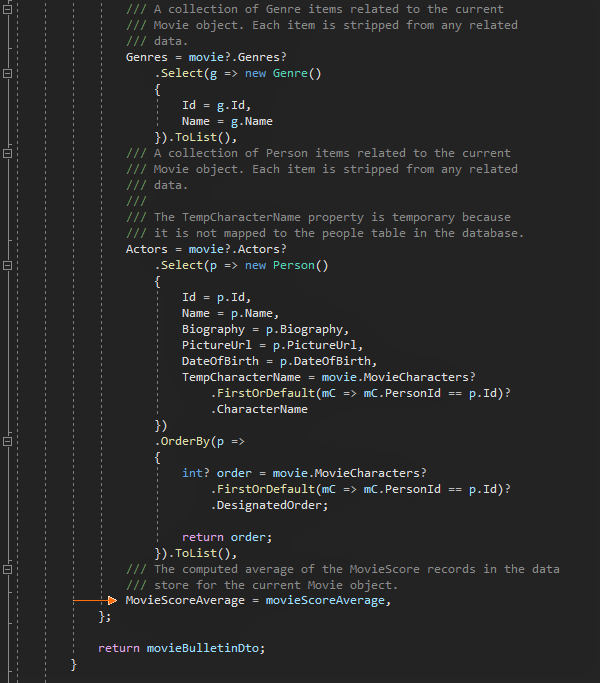 /// A collection of Genre items related to the current
/// Movie object. Each item is stripped from any related
/// data.
Genres = movie?.Genres?
.Select(g => new Genre()
{
Id = g.Id,
Name = g.Name
}).ToList(),
/// A collection of Person items related to the current
/// Movie object. Each item is stripped from any related
/// data.
///
/// The TempCharacterName property is temporary because
/// it is not mapped to the people table in the database.
Actors = movie?.Actors?
.Select(p => new Person()
{
Id = p.Id,
Name = p.Name,
Biography = p.Biography,
PictureUrl = p.PictureUrl,
DateOfBirth = p.DateOfBirth,
TempCharacterName = movie.MovieCharacters?
.FirstOrDefault(mC => mC.PersonId == p.Id)?
.CharacterName
})
.OrderBy(p =>
{
int? order = movie.MovieCharacters?
.FirstOrDefault(mC => mC.PersonId == p.Id)?
.DesignatedOrder;
return order;
}).ToList(),
/// The computed average of the MovieScore records in the data
/// store for the current Movie object.
MovieScoreAverage = movieScoreAverage,
};
return movieBulletinDto;
}